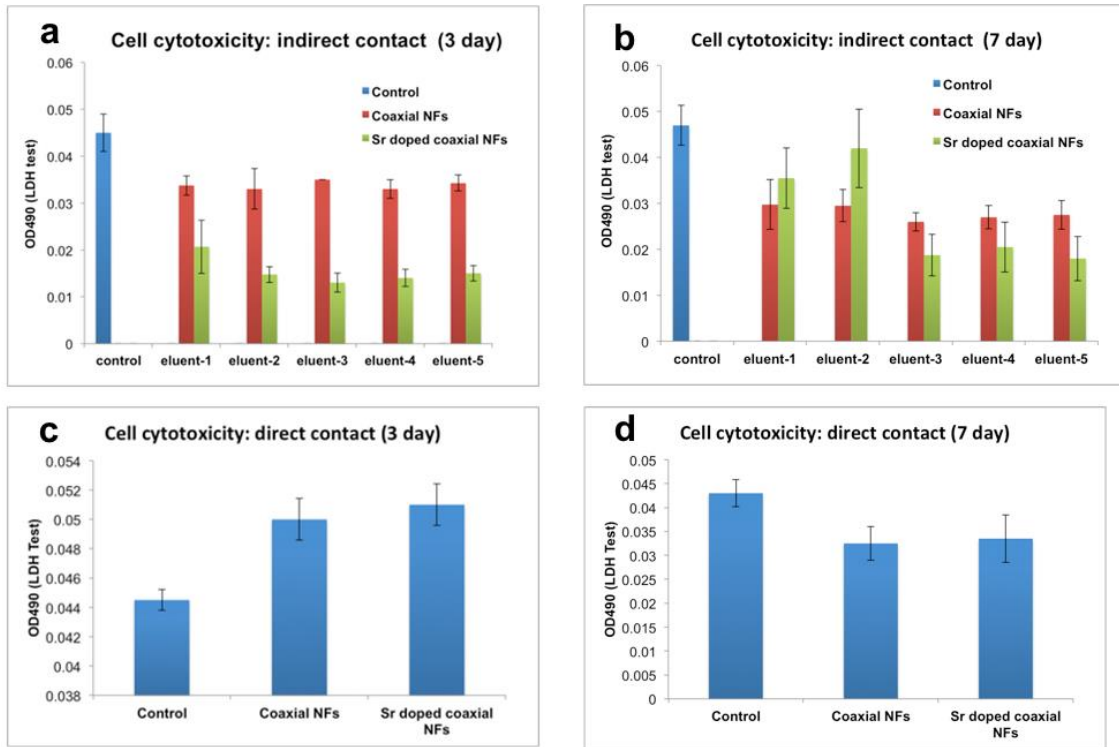 a
Cell cytotoxicity: indirect contact (3 day)
0.06
0.05
0.04
0.03
0.02
0.01
0
OD490 (LDH test)
Control
Coaxial NFs
Sr doped coaxial NFs
control eluent-1 eluent-2 eluent-3 eluent-4 eluent-5
b
Cell cytotoxicity: indirect contact (7 day)
0.06
0.05
0.04
0.03
0.02
0.01
0
OD490 (LDH test)
Control
Coaxial NFs
Sr doped coaxial NFs
control eluent-1 eluent-2 eluent-3 eluent-4 eluent-5
c
Cell cytotoxicity: direct contact (3 day)
0.054
0.052
0.05
0.048
0.046
0.044
0.042
0.04
0.038
OD490 (LDH Test)
Control Coaxial NFs Sr doped coaxial
NFs
d
Cell cytotoxicity: direct contact (7 day)
0.05
0.045
0.04
0.035
0.03
0.025
0.02
0.015
0.01
0.005
0
OD490 (LDH Test)
Control Coaxial NFs Sr doped coaxial
NFs